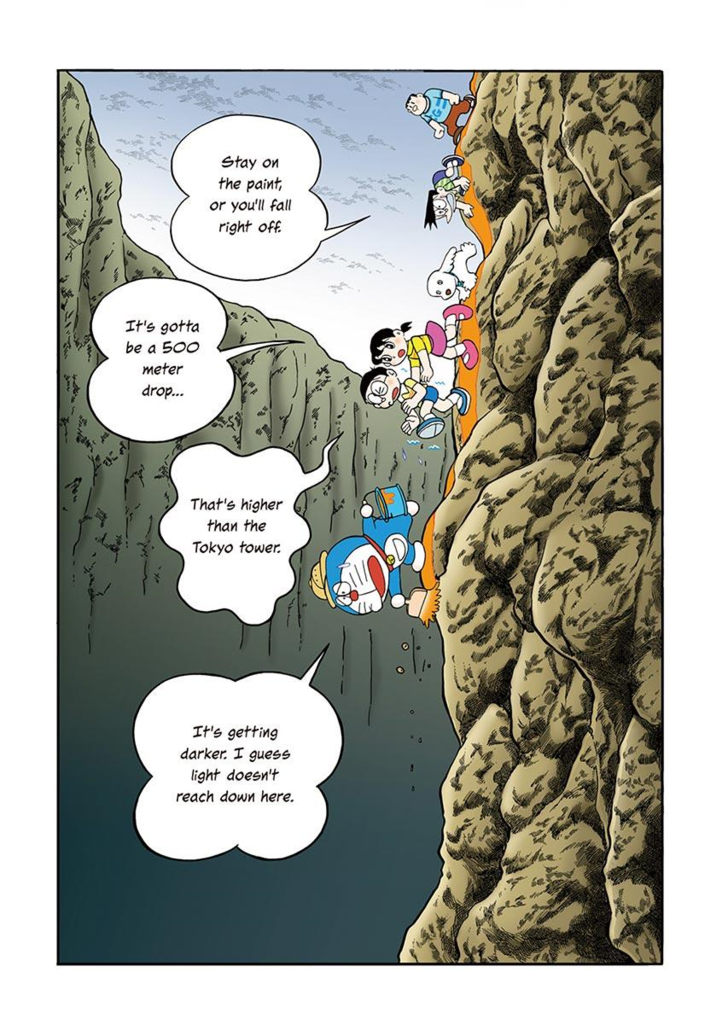 Stay on
the paint,
or you'll fall
right off.
It's gotta
be a 500
meter
drop...
That's higher
than the
Tokyo tower.
It's getting
darker. I guess
light doesn't
reach down here.